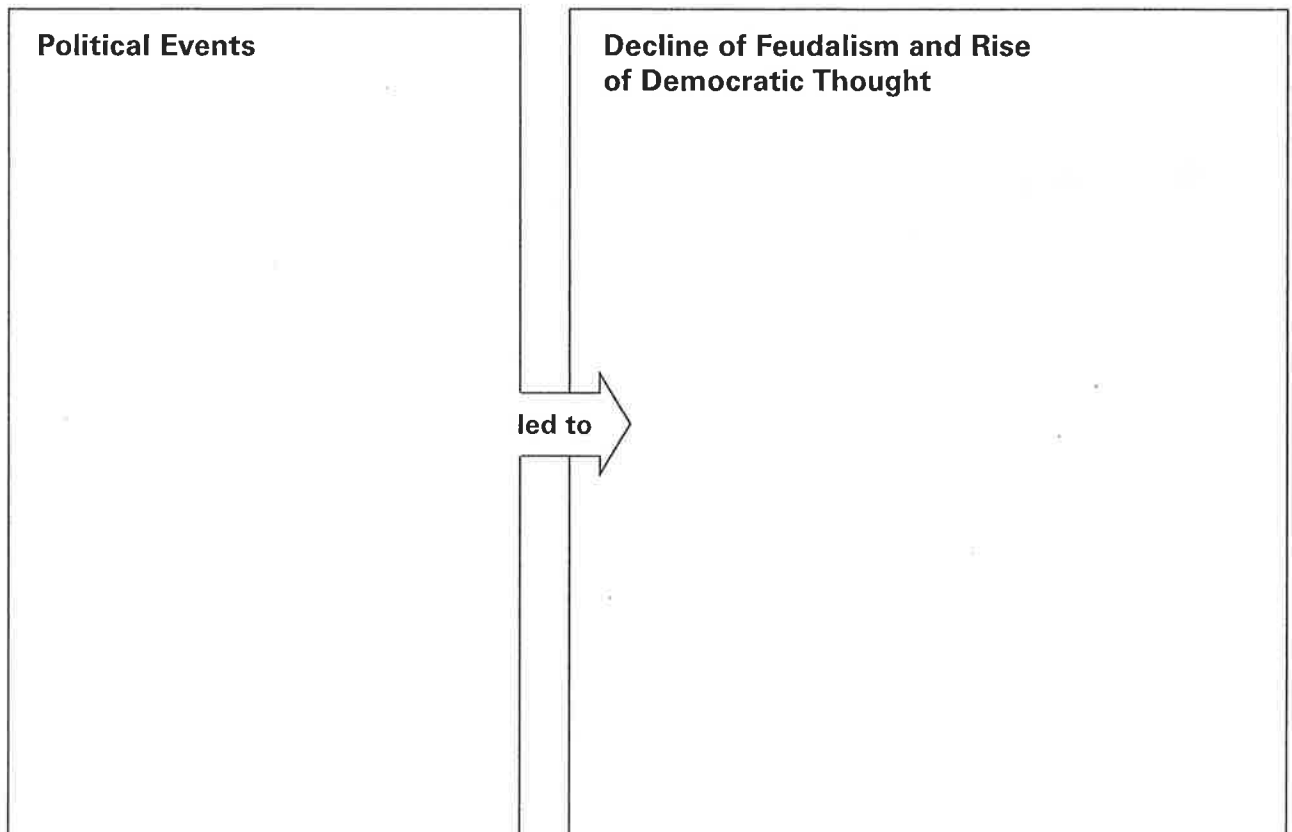 Political Events
Decline of Feudalism and Rise
of Democratic Thought
led to